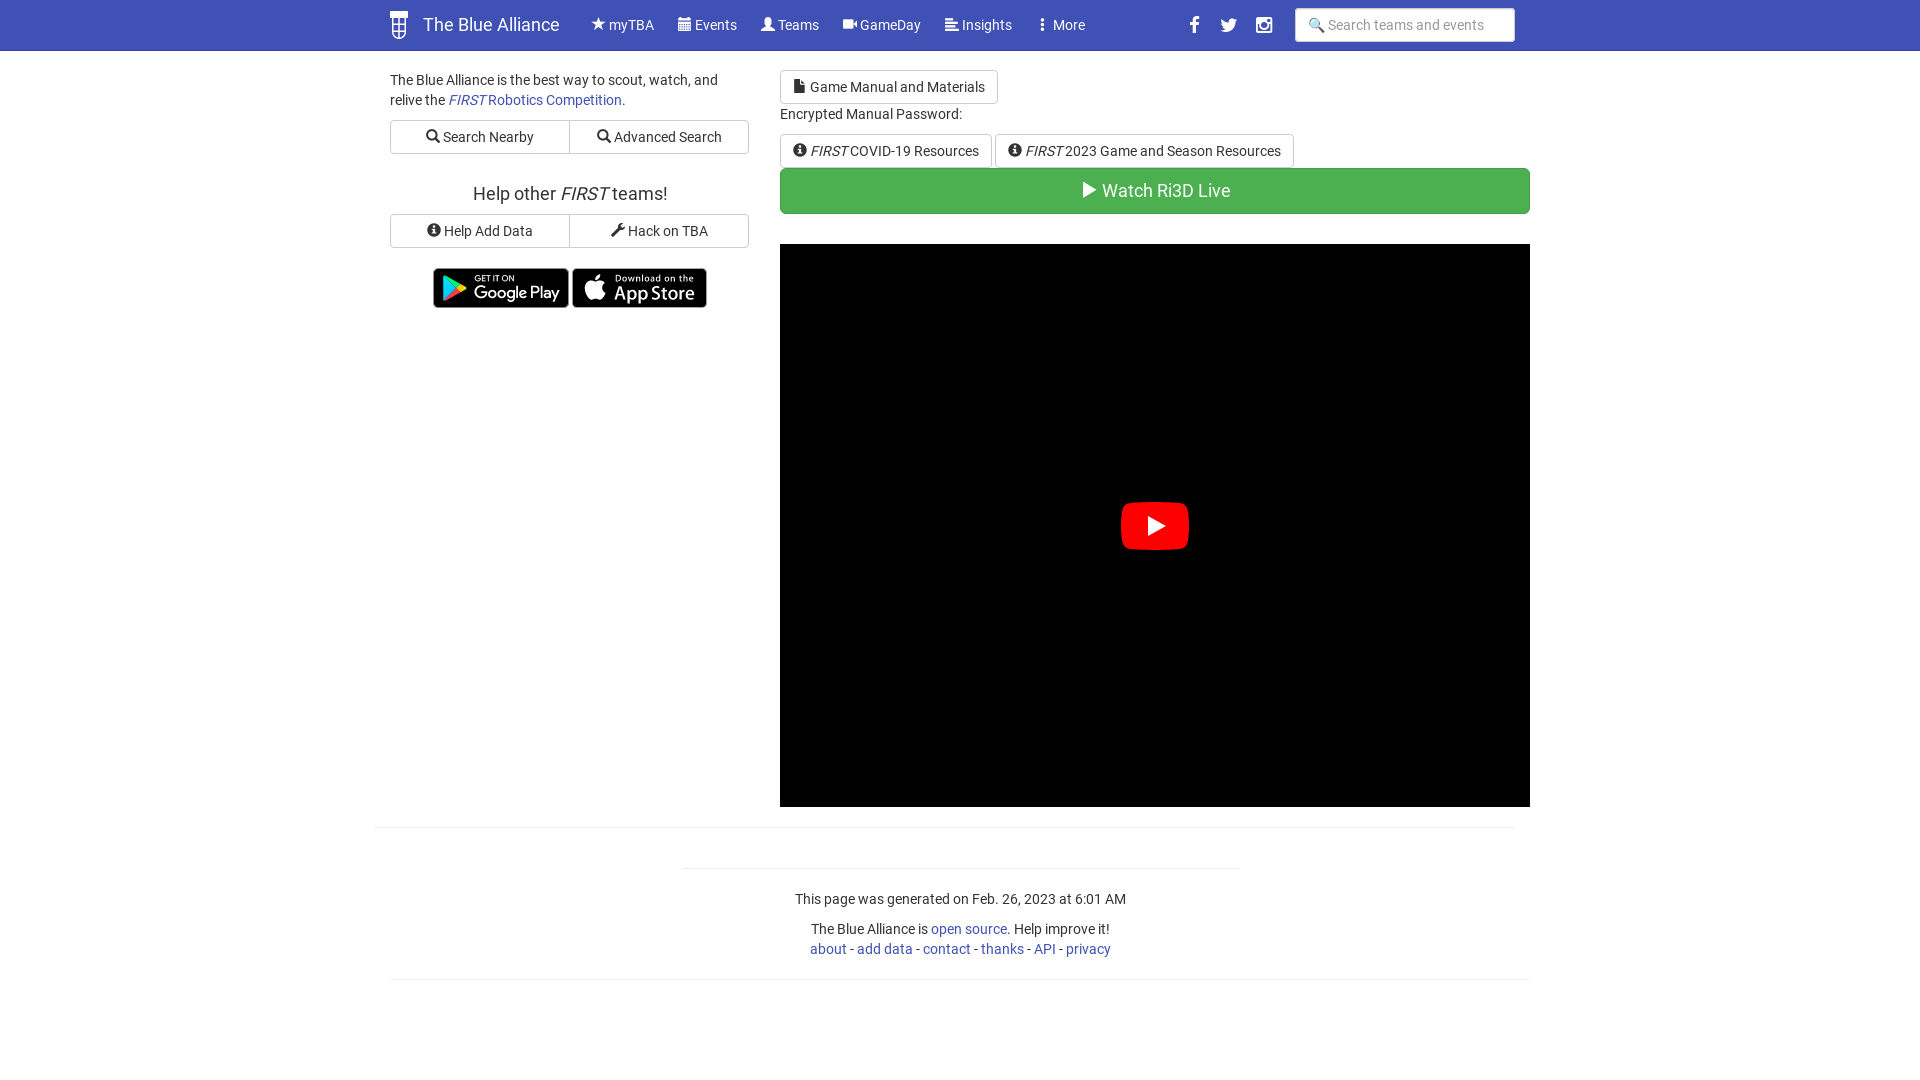 The Blue Alliance
myTBA
Events
Teams
GameDay
Insights
More
Search teams and events
The Blue Alliance is the best way to scout, watch, and
relive the FIRST Robotics Competition.
Search Nearby
Advanced Search
Help other FIRST teams!
Help Add Data
Hack on TBA
GET IT ON
Google Play
Download on the
App Store
Game Manual and Materials
Encrypted Manual Password:
FIRST COVID-19 Resources
FIRST 2023 Game and Season Resources
Watch Ri3D Live
This page was generated on Feb. 26, 2023 at 6:01 AM
The Blue Alliance is open source. Help improve it!
about - add data - contact - thanks - API - privacy